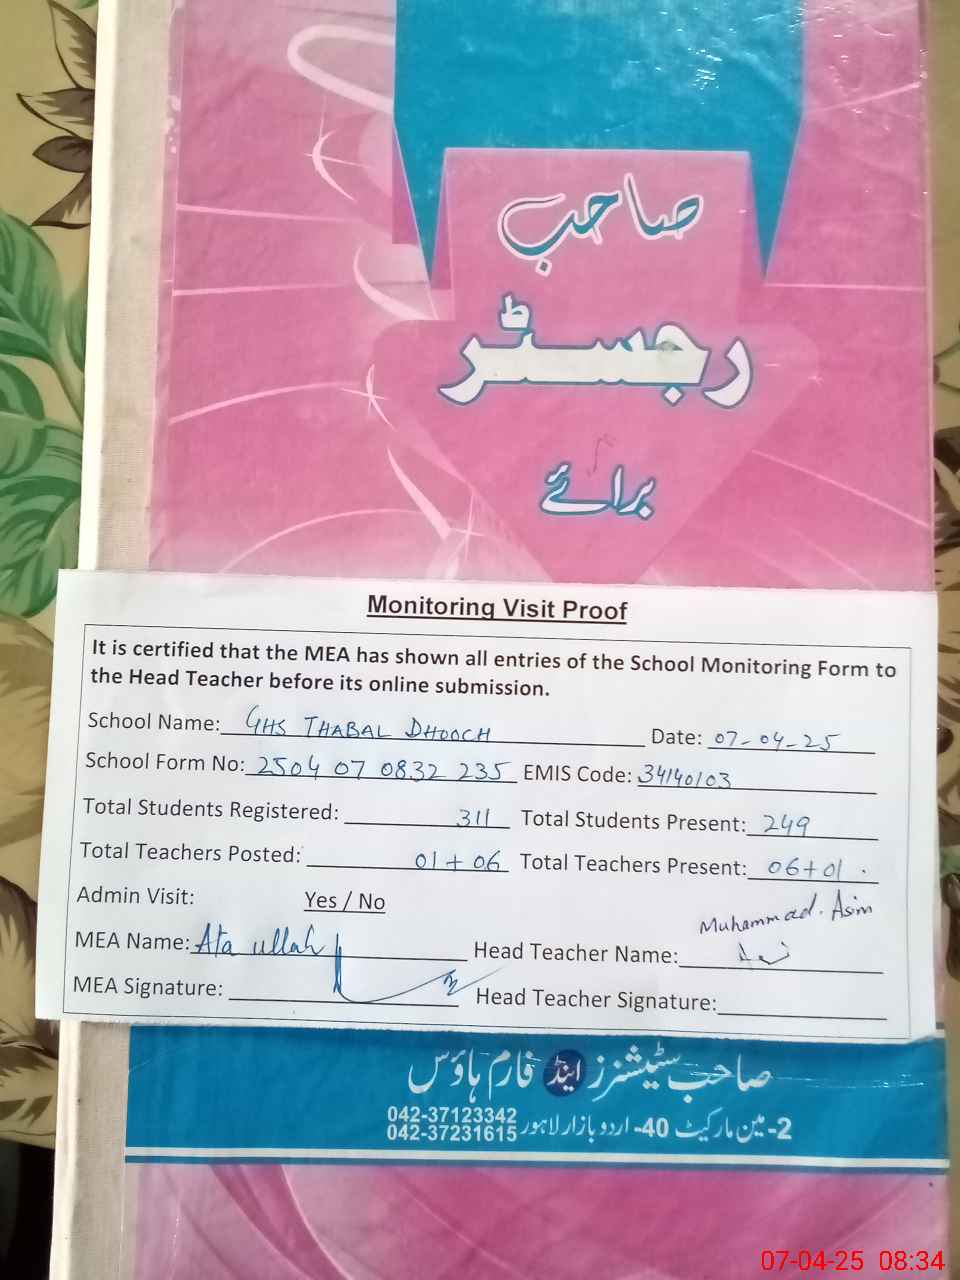 صاحب
رجسٹر
برائے
Monitoring Visit Proof
It is certified that the MEA has shown all entries of the School Monitoring Form to
the Head Teacher before its online submission.
School Name: GHS THABAL DHOOCH Date: 07-04-25
School Form No: 2504 07 0832 235 EMIS Code: 34140103
Total Students Registered: 311 Total Students Present: 249
Total Teachers Posted: 01 + 06 Total Teachers Present: 06+01.
Admin Visit: Yes / No
MEA Name: Ata ullah Head Teacher Name: Muhammad. Asim
MEA Signature: Head Teacher Signature:
صاحب سٹیشنرز اینڈ فارم ہاؤس
2- مین مارکیٹ 40- اردو بازار لاہور 042-37123342
042-37231615
07-04-25 08:34